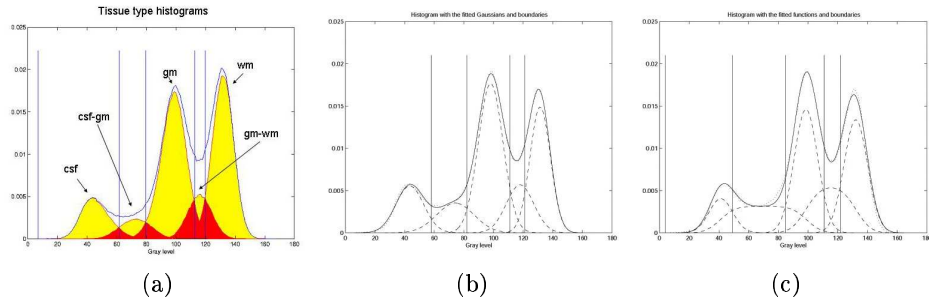 Tissue type histograms
0.025
0.02
0.015
0.01
0.005
0
csf
csf-gm
gm
wm
gm-wm
0 20 40 60 80 100 120 140 160 180
Gray level
(a)
Histogram with the fitted Gaussians and boundaries
0.025
0.02
0.015
0.01
0.005
0
0 20 40 60 80 100 120 140 160 180
Gray level
(b)
Histogram with the fitted functions and boundaries
0.025
0.02
0.015
0.01
0.005
0
0 20 40 60 80 100 120 140 160 180
Gray level
(c)